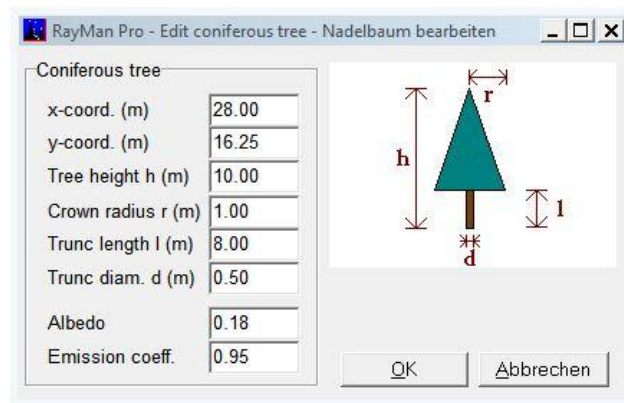 RayMan Pro - Edit coniferous tree - Nadelbaum bearbeiten
Coniferous tree
x-coord. (m) 28.00
y-coord. (m) 16.25
Tree height h (m) 10.00
Crown radius r (m) 1.00
Trunc length l (m) 8.00
Trunc diam. d (m) 0.50
Albedo 0.18
Emission coeff. 0.95
r
h
l
d
OK Abbrechen